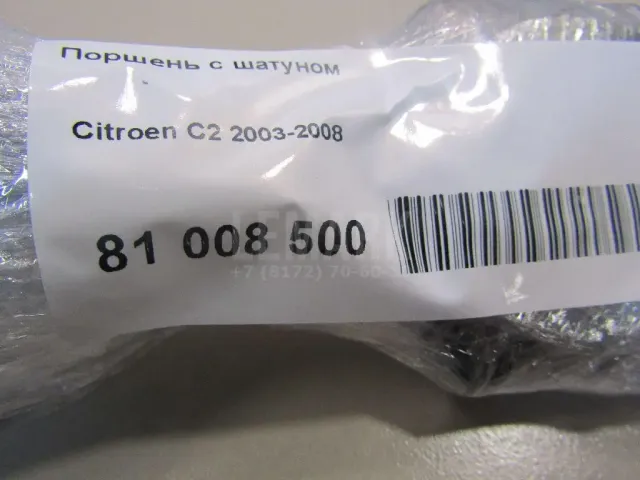 Поршень с шатуном
Citroen C2 2003-2008
81 008 500